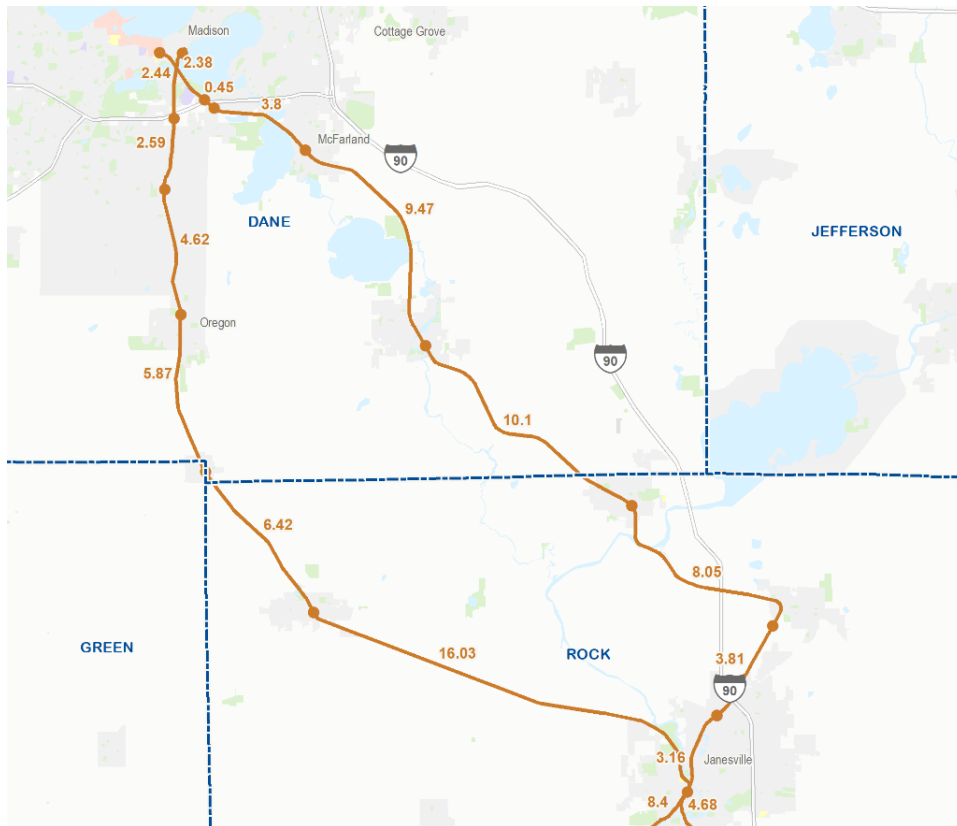 Madison
Cottage Grove
2.38
2.44
0.45
3.8
2.59
McFarland
90
9.47
DANE
JEFFERSON
4.62
Oregon
90
5.87
10.1
6.42
8.05
GREEN
16.03
ROCK
3.81
90
3.16
Janesville
8.4
4.68